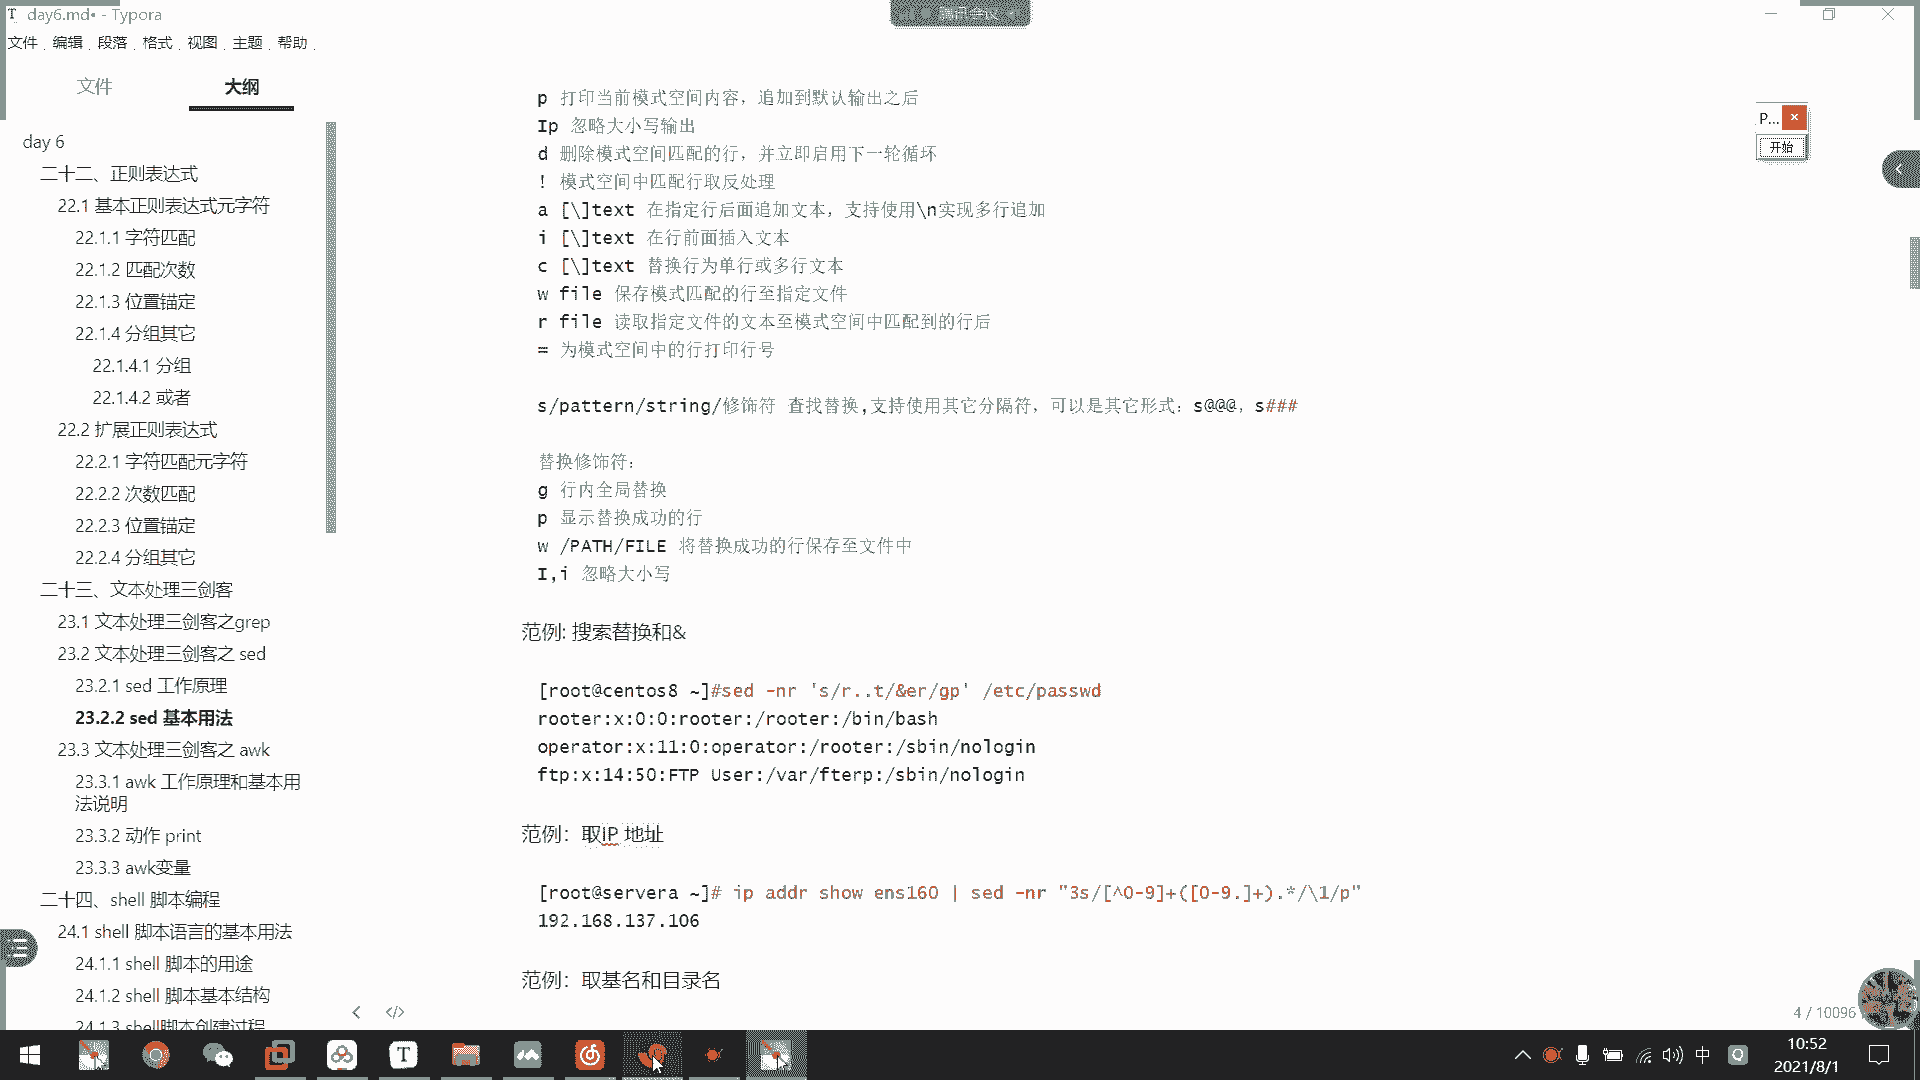 day6.md• - Typora
腾讯会议
文件 编辑 段落 格式 视图 主题 帮助
文件 大纲
day 6
二十二、正则表达式
22.1 基本正则表达式元字符
22.1.1 字符匹配
22.1.2 匹配次数
22.1.3 位置锚定
22.1.4 分组其它
22.1.4.1 分组
22.1.4.2 或者
22.2 扩展正则表达式
22.2.1 字符匹配元字符
22.2.2 次数匹配
22.2.3 位置锚定
22.2.4 分组其它
二十三、文本处理三剑客
23.1 文本处理三剑客之grep
23.2 文本处理三剑客之 sed
23.2.1 sed 工作原理
23.2.2 sed 基本用法
23.3 文本处理三剑客之 awk
23.3.1 awk 工作原理和基本用
法说明
23.3.2 动作 print
23.3.3 awk变量
二十四、shell 脚本编程
24.1 shell 脚本语言的基本用法
24.1.1 shell 脚本的用途
24.1.2 shell 脚本基本结构
24.1.3 shell脚本创建过程
p 打印当前模式空间内容，追加到默认输出之后
Ip 忽略大小写输出
d 删除模式空间匹配的行，并立即启用下一轮循环
! 模式空间中匹配行取反处理
a [\]text 在指定行后面追加文本，支持使用\n实现多行追加
i [\]text 在行前面插入文本
c [\]text 替换行为单行或多行文本
w file 保存模式匹配的行至指定文件
r file 读取指定文件的文本至模式空间中匹配到的行后
= 为模式空间中的行打印行号
s/pattern/string/修饰符 查找替换,支持使用其它分隔符，可以是其它形式：s@@@，s###
替换修饰符：
g 行内全局替换
p 显示替换成功的行
w /PATH/FILE 将替换成功的行保存至文件中
I,i 忽略大小写
范例: 搜索替换和&
[root@centos8 ~]#sed -nr 's/r..t/&er/gp' /etc/passwd
rooter:x:0:0:rooter:/rooter:/bin/bash
operator:x:11:0:operator:/rooter:/sbin/nologin
ftp:x:14:50:FTP User:/var/fterp:/sbin/nologin
范例：取IP 地址
[root@servera ~]# ip addr show ens160 | sed -nr "3s/[^0-9]+([0-9.]+).*/\1/p"
192.168.137.106
范例：取基名和目录名
P...
开始
4 / 10096
中
10:52
2021/8/1